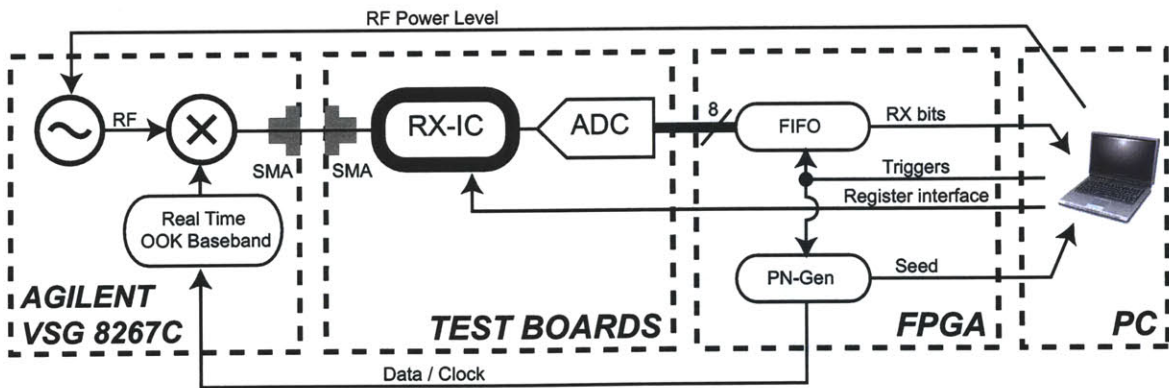 RF Power Level
RF
SMA
SMA
RX-IC
ADC
8
FIFO
RX bits
Triggers
Register interface
Real Time
OOK Baseband
PN-Gen
Seed
AGILENT
VSG 8267C
TEST BOARDS
FPGA
PC
Data / Clock